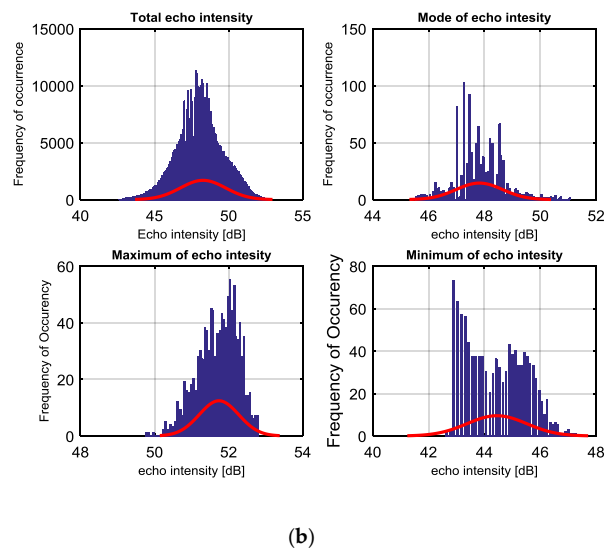 Total echo intensity
Frequency of occurrence
15000
10000
5000
0
40
45
50
55
Echo intensity [dB]
Mode of echo intesity
Frequency of occurrence
150
100
50
0
44
46
48
50
52
Echo intensity [dB]
Maximum of echo intesity
Frequency of Occurency
60
40
20
0
48
50
52
54
echo intensity [dB]
Minimum of echo intesity
Frequency of Occurency
80
60
40
20
0
40
42
44
46
48
echo intensity [dB]
(b)